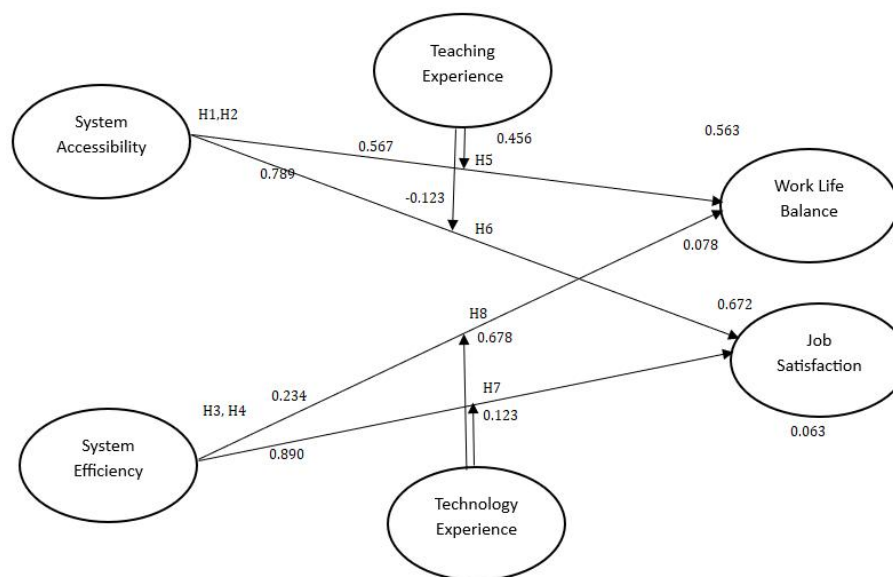 Teaching
Experience
System
Accessibility
H1,H2
0.567
0.456
0.563
H5
0.789
Work Life
Balance
-0.123
H6
0.078
0.672
H8
0.678
Job
Satisfaction
H7
0.234
H3, H4
0.123
0.063
System
Efficiency
0.890
Technology
Experience